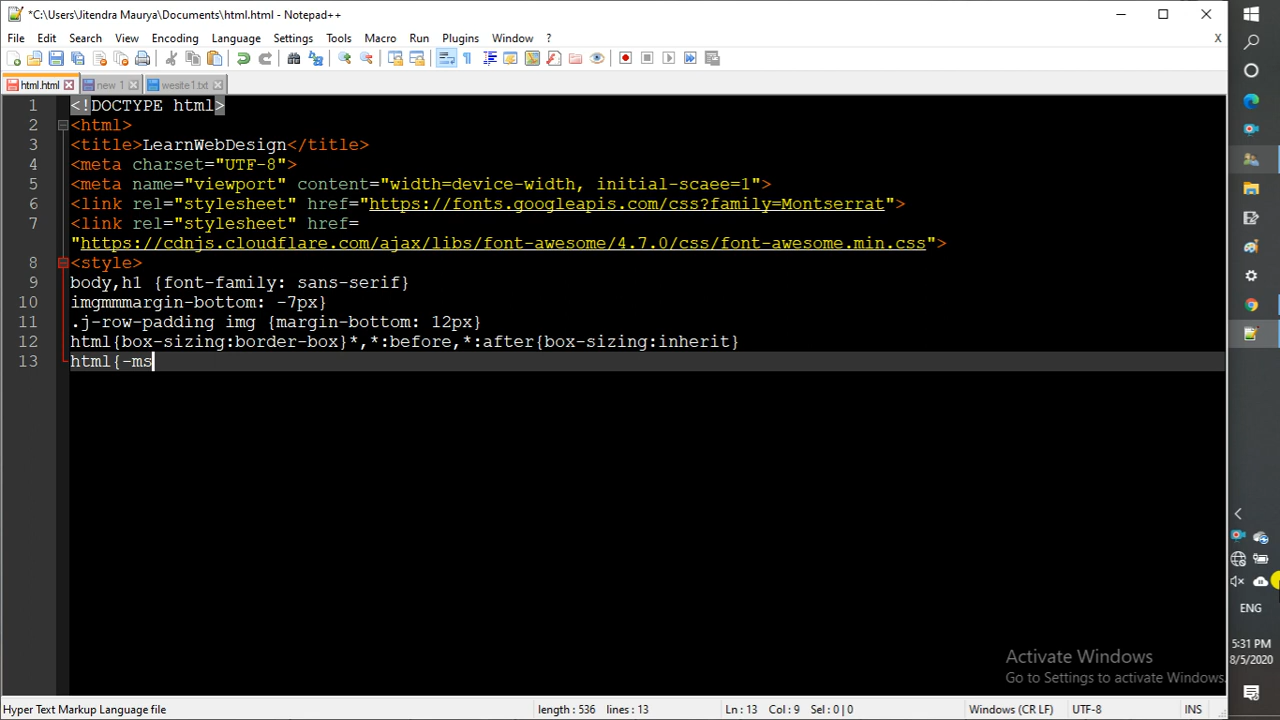 *C:\Users\Jitendra Maurya\Documents\html.html - Notepad++
File Edit Search View Encoding Language Settings Tools Macro Run Plugins Window ? X
html.html new 1 wesite1.txt
1 <!DOCTYPE html>
2 <html>
3 <title>LearnWebDesign</title>
4 <meta charset="UTF-8">
5 <meta name="viewport" content="width=device-width, initial-scaee=1">
6 <link rel="stylesheet" href="https://fonts.googleapis.com/css?family=Montserrat">
7 <link rel="stylesheet" href=
"https://cdnjs.cloudflare.com/ajax/libs/font-awesome/4.7.0/css/font-awesome.min.css">
8 <style>
9 body,h1 {font-family: sans-serif}
10 imgmmmargin-bottom: -7px}
11 .j-row-padding img {margin-bottom: 12px}
12 html{box-sizing:border-box}*,*:before,*:after{box-sizing:inherit}
13 html{-ms
ENG
5:31 PM
8/5/2020
Activate Windows
Go to Settings to activate Windows.
Hyper Text Markup Language file length : 536 lines : 13 Ln : 13 Col : 9 Sel : 0 | 0 Windows (CR LF) UTF-8 INS